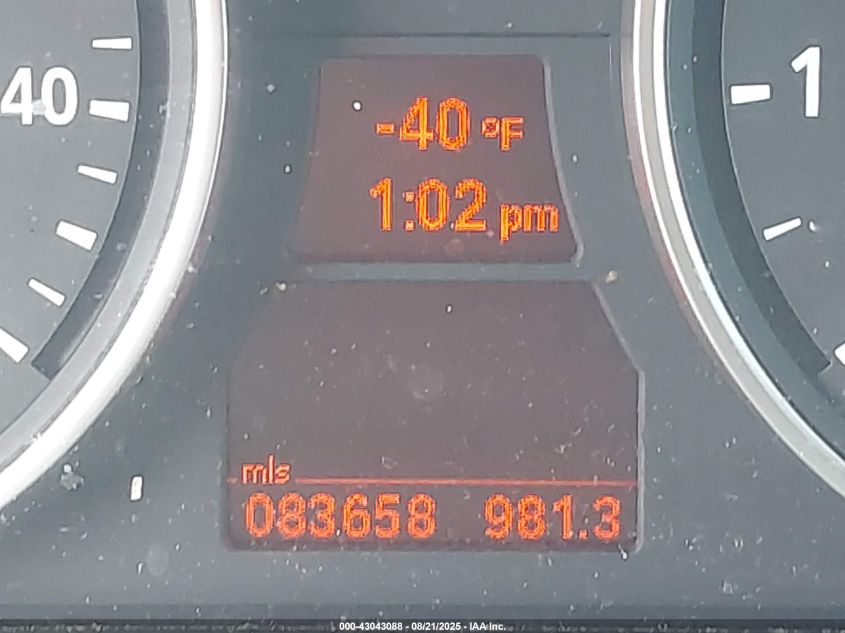 40
1
-40 °F
1:02 pm
mls
083658 981.3
000-43043088 - 08/21/2025 - IAA Inc.